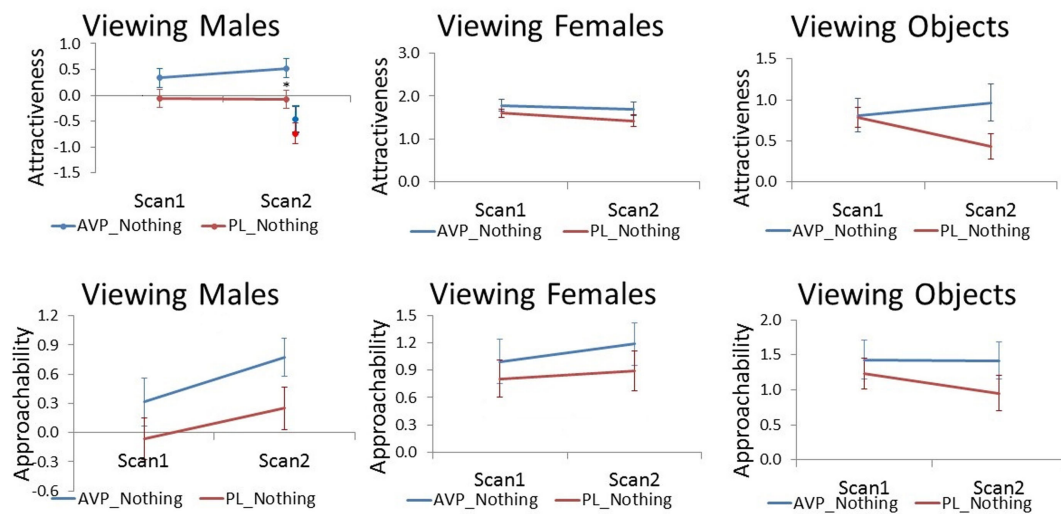 Viewing Males
Attractiveness
1.0
0.5
0.0
-0.5
-1.0
-1.5
*
Scan1 Scan2
AVP_Nothing PL_Nothing
Viewing Females
Attractiveness
3.0
2.0
1.0
0.0
Scan1 Scan2
AVP_Nothing PL_Nothing
Viewing Objects
Attractiveness
1.5
1.0
0.5
0.0
Scan1 Scan2
AVP_Nothing PL_Nothing
Viewing Males
Approachability
1.2
0.9
0.6
0.3
0.0
-0.3
-0.6
Scan1 Scan2
AVP_Nothing PL_Nothing
Viewing Females
Approachability
1.5
1.2
0.9
0.6
0.3
0.0
Scan1 Scan2
AVP_Nothing PL_Nothing
Viewing Objects
Approachability
2.0
1.5
1.0
0.5
0.0
Scan1 Scan2
AVP_Nothing PL_Nothing